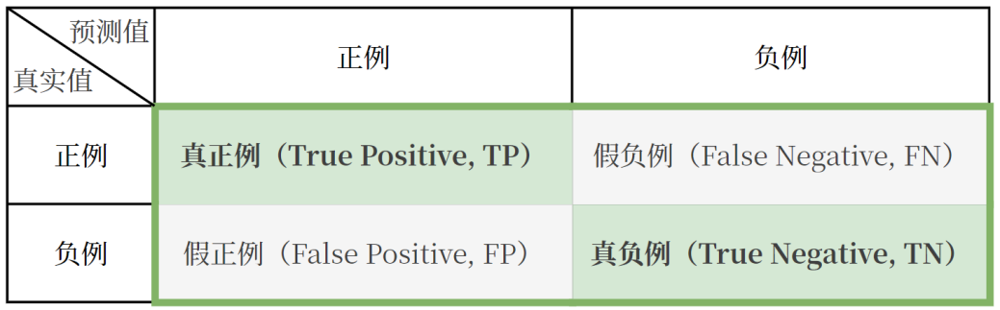 预测值
真实值
正例
负例
正例
真正例（True Positive, TP）
假负例（False Negative, FN）
负例
假正例（False Positive, FP）
真负例（True Negative, TN）